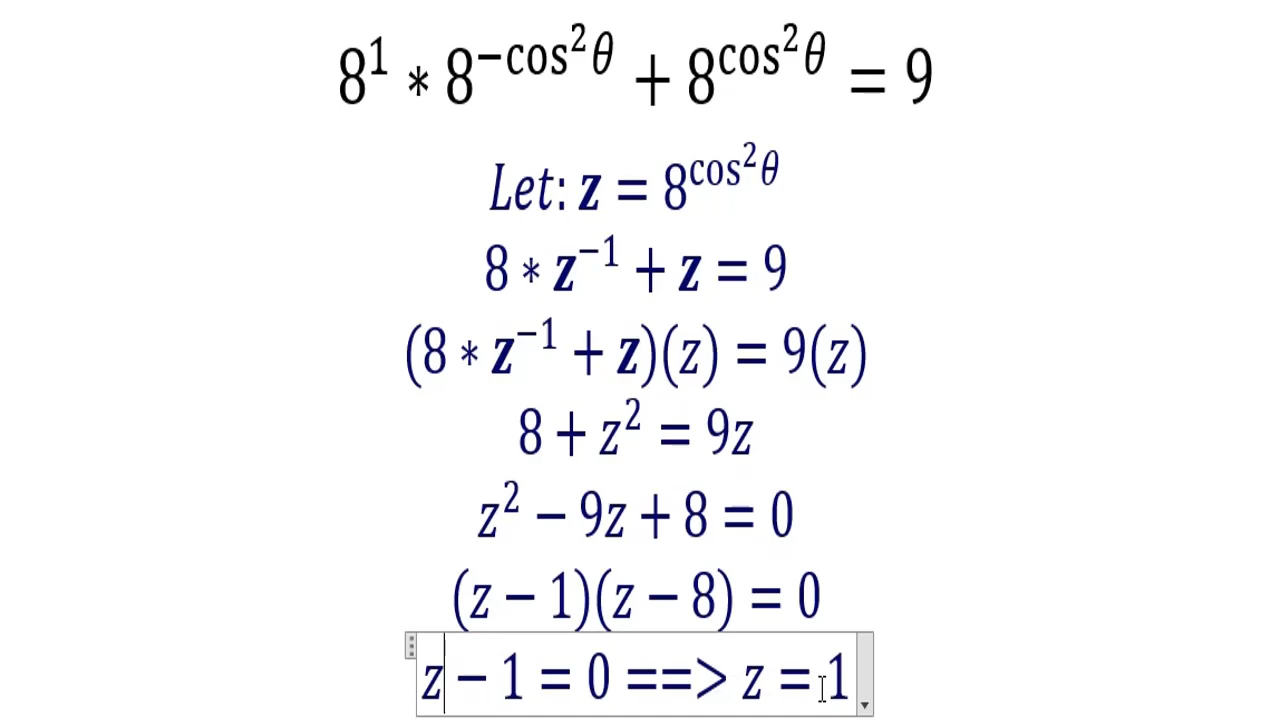 8¹ * 8^(−cos²θ) + 8^(cos²θ) = 9
Let: z = 8^(cos²θ)
8 * z⁻¹ + z = 9
(8 * z⁻¹ + z)(z) = 9(z)
8 + z² = 9z
z² − 9z + 8 = 0
(z − 1)(z − 8) = 0
z − 1 = 0 ==> z = 1